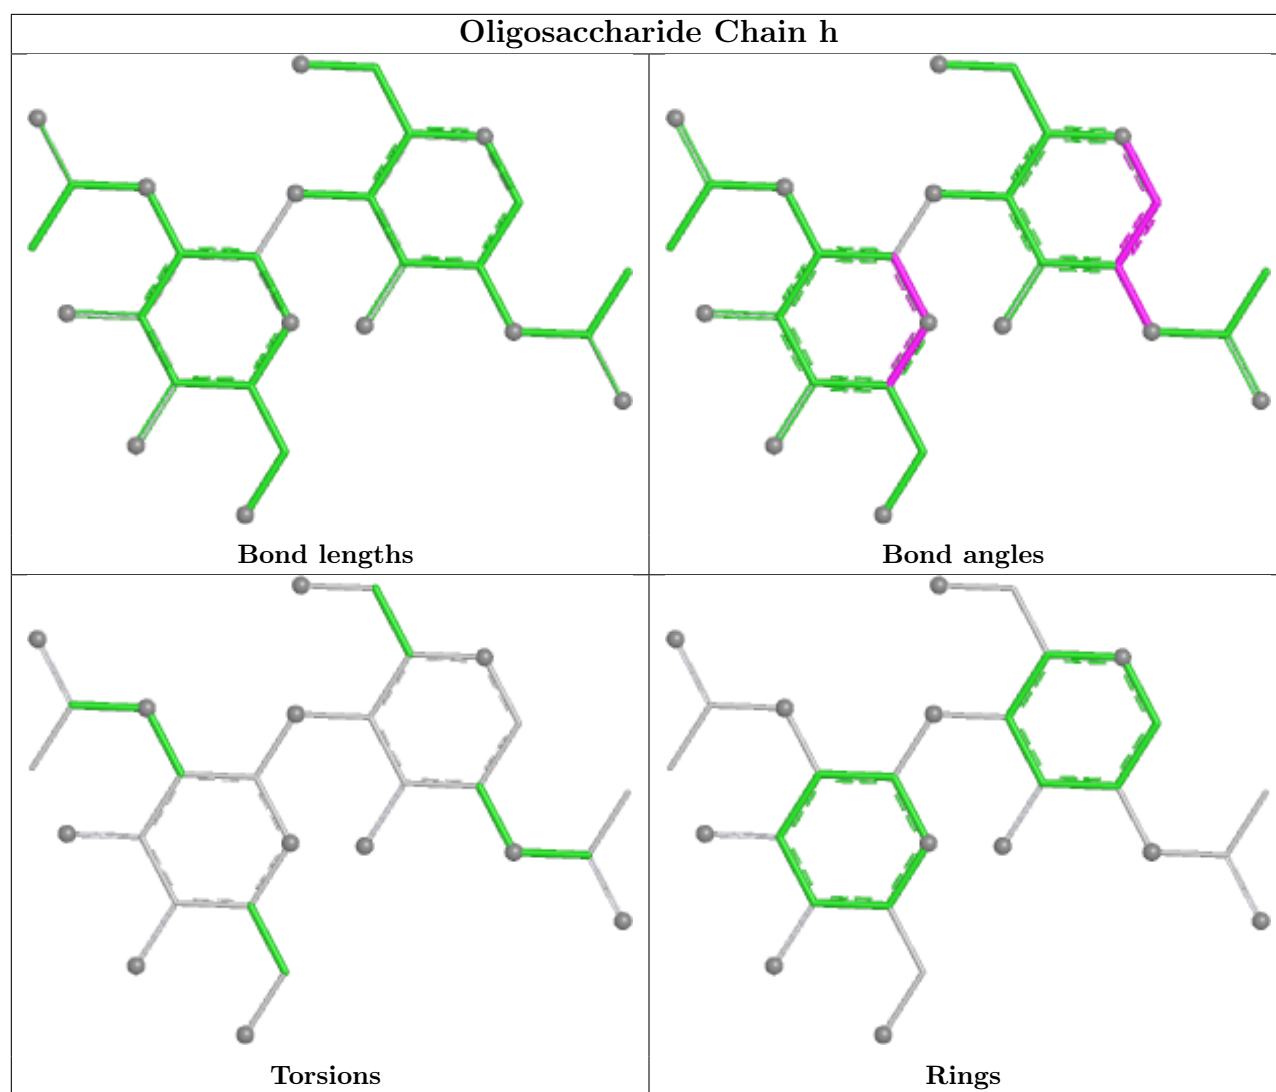 Oligosaccharide Chain h
Bond lengths
Bond angles
Torsions
Rings